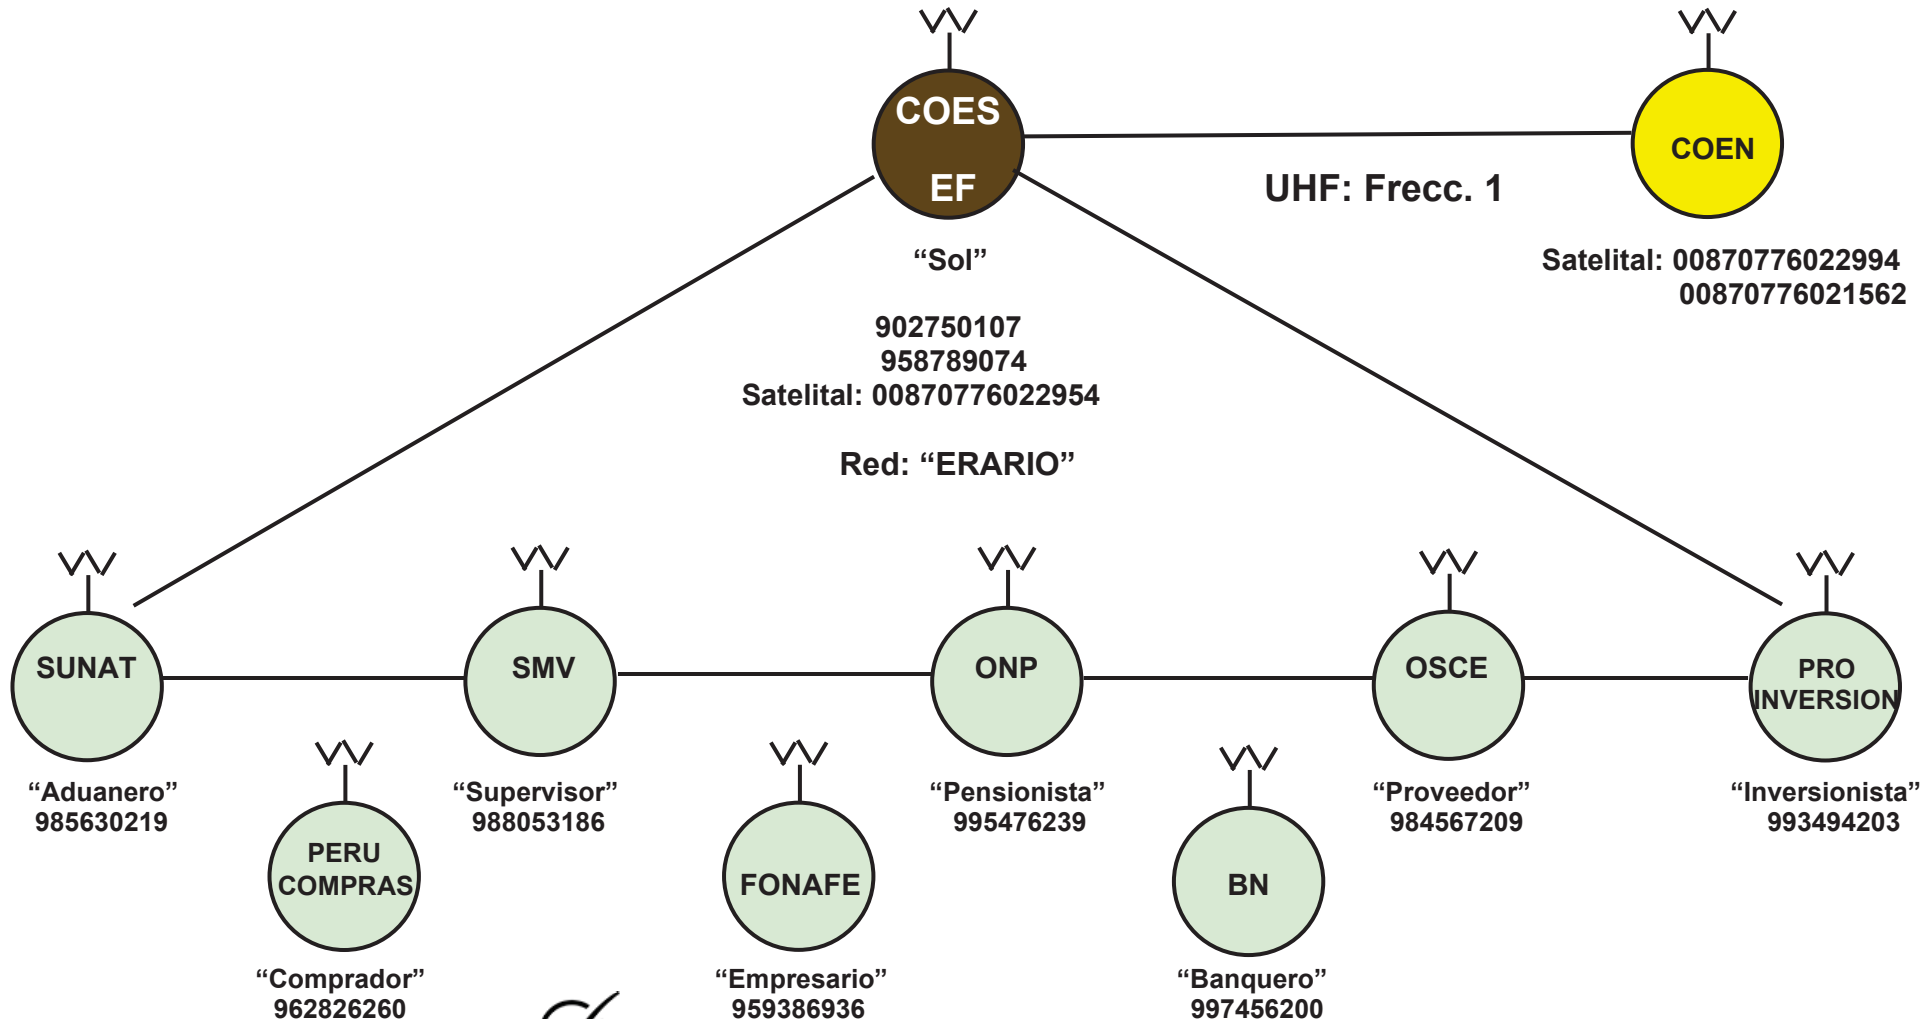 COES
EF
COEN
UHF: Frecc. 1
“Sol”
Satelital: 00870776022994
00870776021562
902750107
958789074
Satelital: 00870776022954
Red: “ERARIO”
SUNAT
SMV
ONP
OSCE
PRO
INVERSION
“Aduanero”
985630219
“Supervisor”
988053186
“Pensionista”
995476239
“Proveedor”
984567209
“Inversionista”
993494203
PERU
COMPRAS
FONAFE
BN
“Comprador”
962826260
“Empresario”
959386936
“Banquero”
997456200